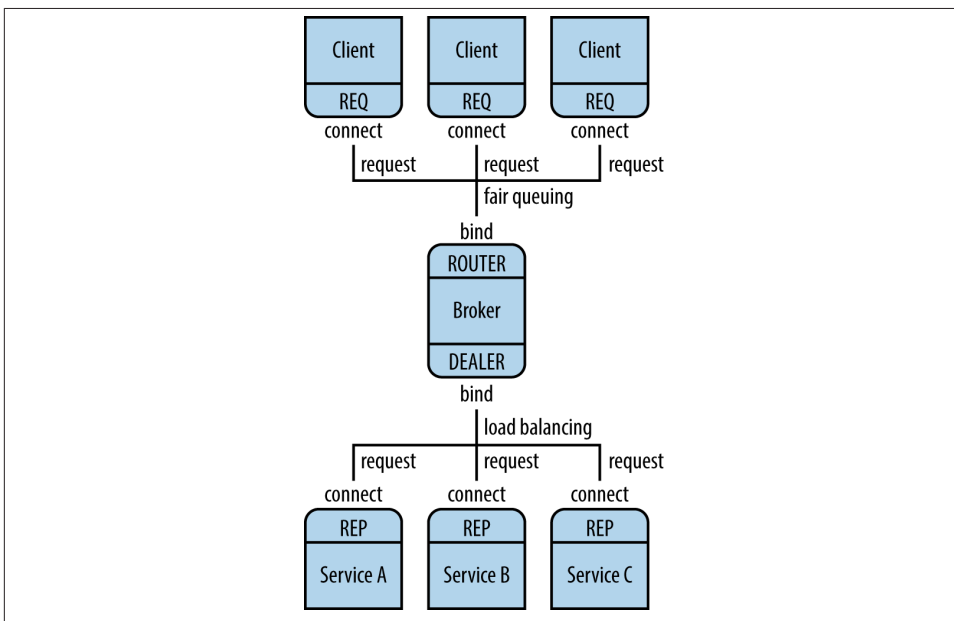 Client Client Client
REQ REQ REQ
connect connect connect
request request request
fair queuing
bind
ROUTER
Broker
DEALER
bind
load balancing
request request request
connect connect connect
REP REP REP
Service A Service B Service C